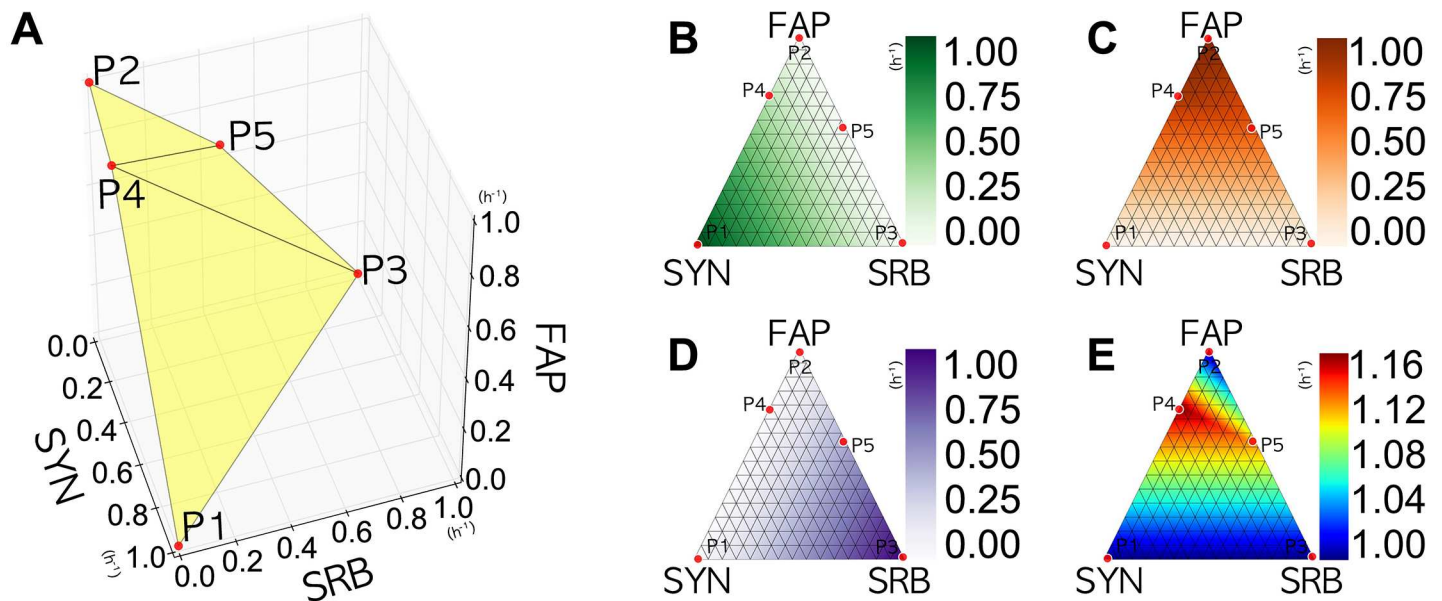 A
P2
P5
P4
P3
P1
(h⁻¹)
1.0
0.8
0.6
0.4
0.2
0.0
FAP
0.0
0.2
0.4
0.6
0.8
1.0
SYN
(h⁻¹)
0.0
0.2
0.4
0.6
0.8
1.0
(h⁻¹)
SRB
B
FAP
P2
P4
P5
P1
P3
SYN
SRB
(h⁻¹)
1.00
0.75
0.50
0.25
0.00
C
FAP
P2
P4
P5
P1
P3
SYN
SRB
(h⁻¹)
1.00
0.75
0.50
0.25
0.00
D
FAP
P2
P4
P5
P1
P3
SYN
SRB
(h⁻¹)
1.00
0.75
0.50
0.25
0.00
E
FAP
P2
P4
P5
P1
P3
SYN
SRB
(h⁻¹)
1.16
1.12
1.08
1.04
1.00